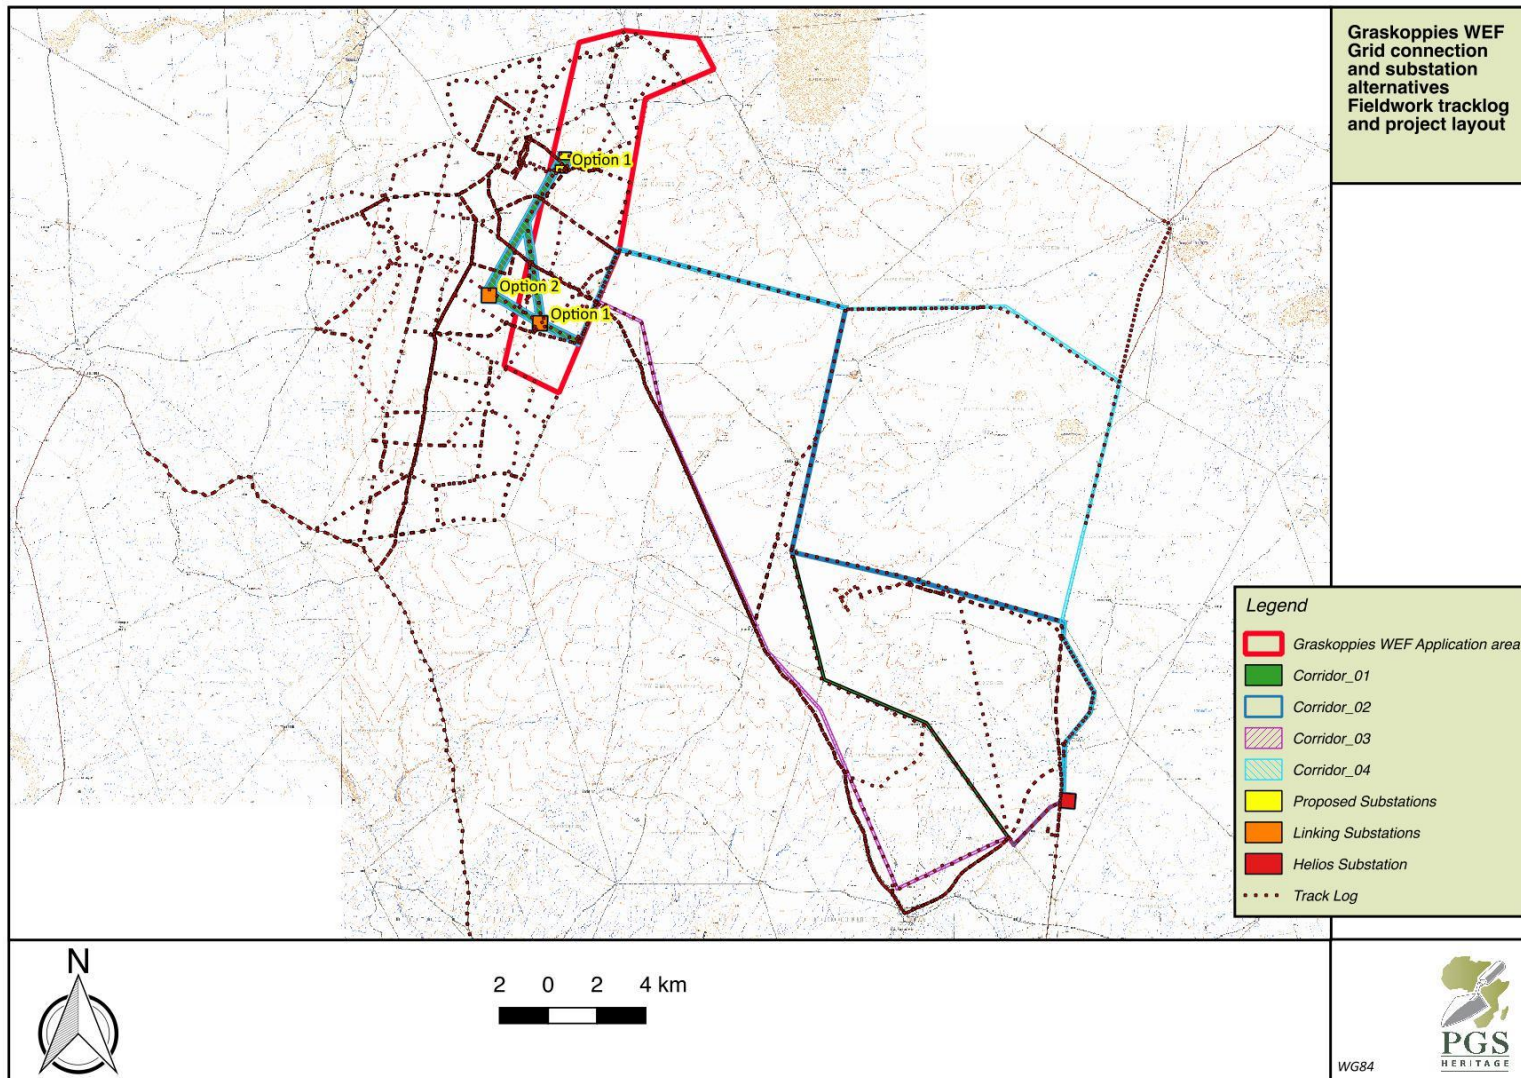 Graskoppies WEF
Grid connection
and substation
alternatives
Fieldwork tracklog
and project layout
Option 1
Option 2
Option 1
Legend
Graskoppies WEF Application area
Corridor_01
Corridor_02
Corridor_03
Corridor_04
Proposed Substations
Linking Substations
Helios Substation
Track Log
N
2 0 2 4 km
WG84
PGS
HERITAGE